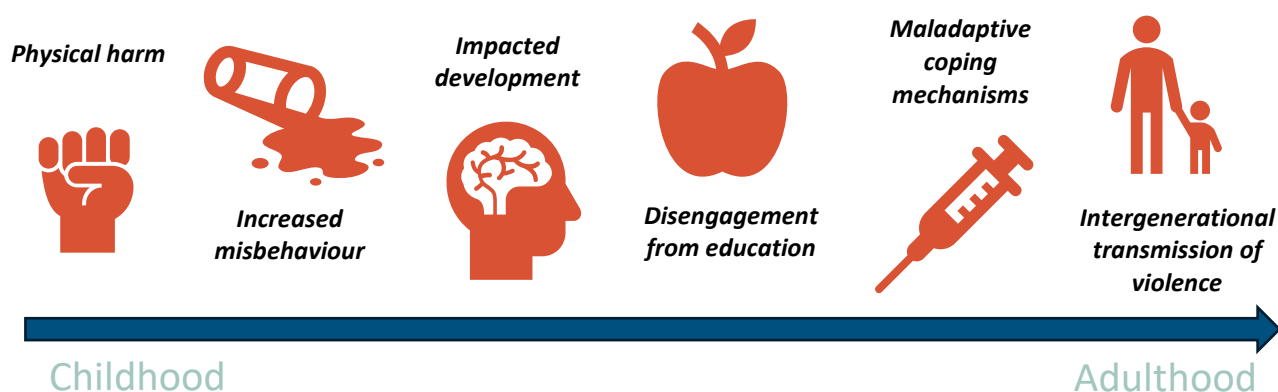 Physical harm
Increased
misbehaviour
Impacted
development
Disengagement
from education
Maladaptive
coping
mechanisms
Intergenerational
transmission of
violence
Childhood
Adulthood